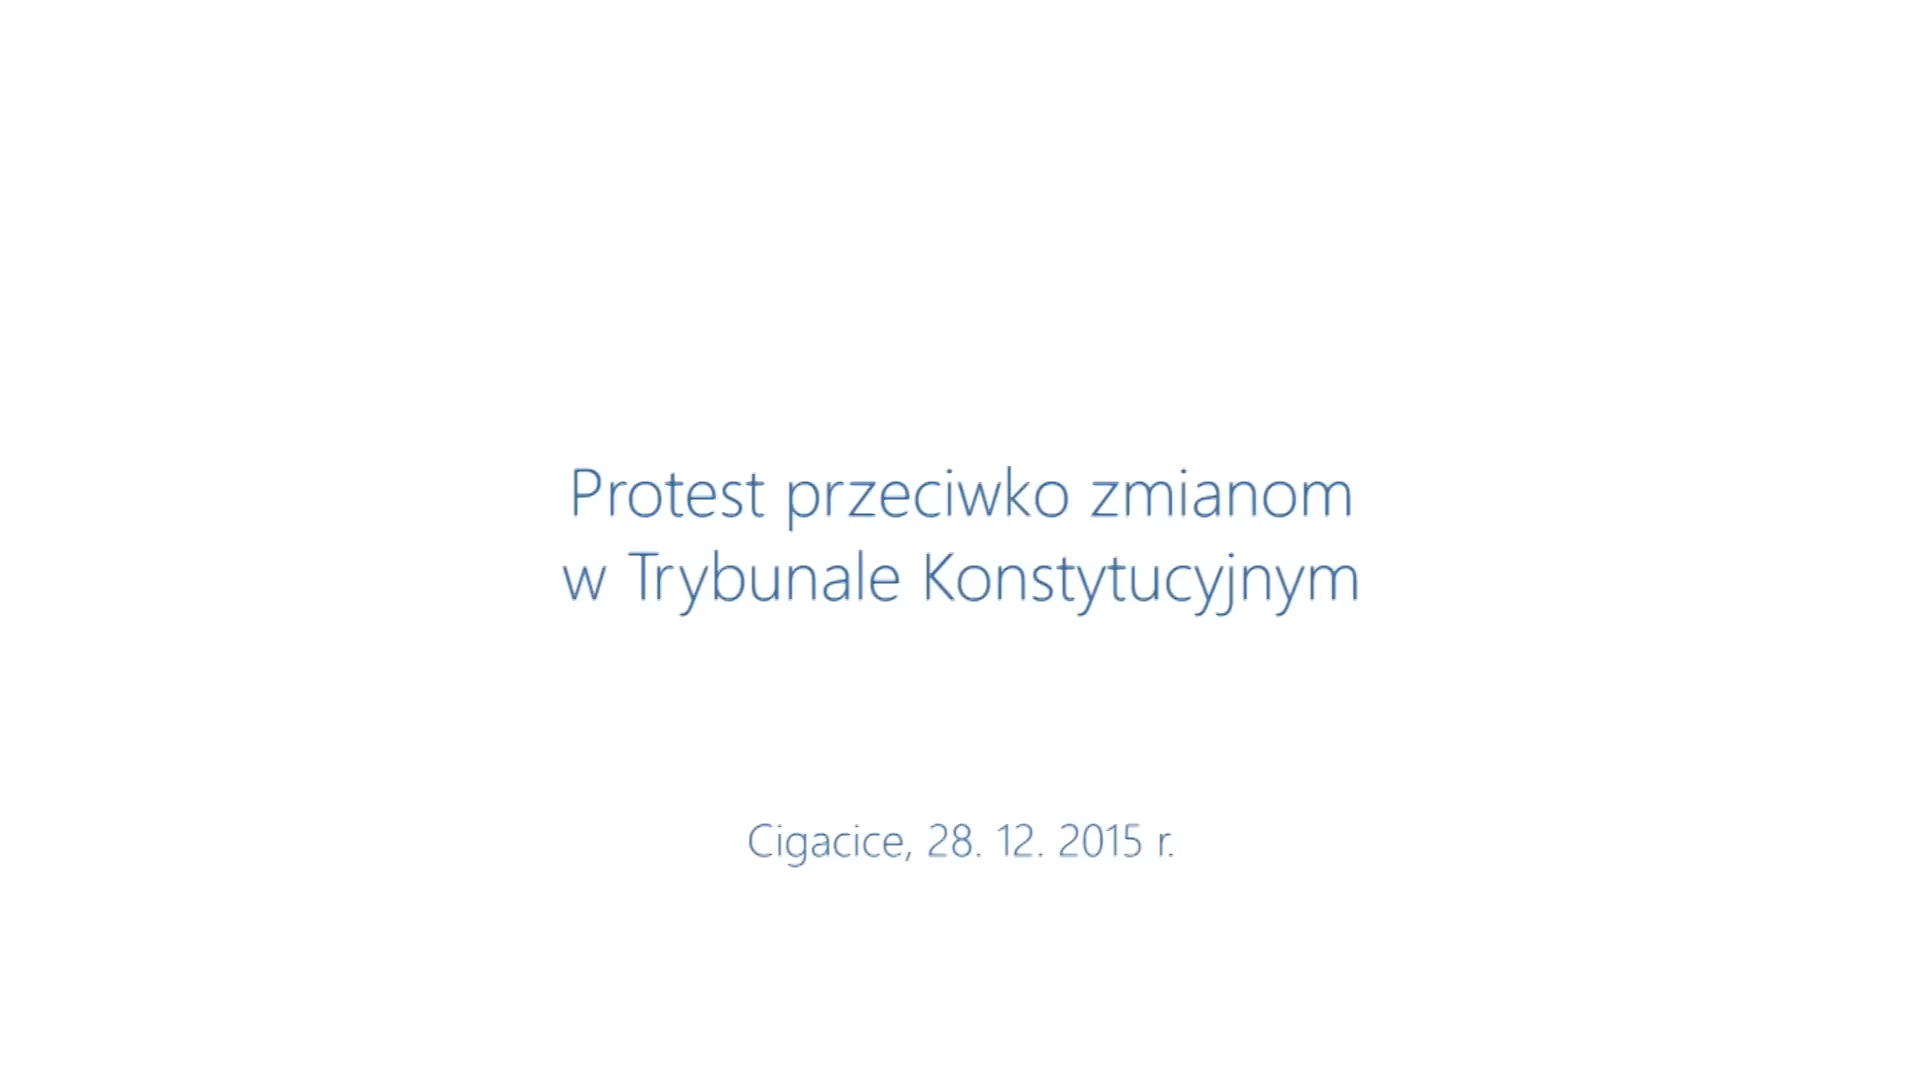 Protest przeciwko zmianom
w Trybunale Konstytucyjnym
Cigacice, 28. 12. 2015 r.